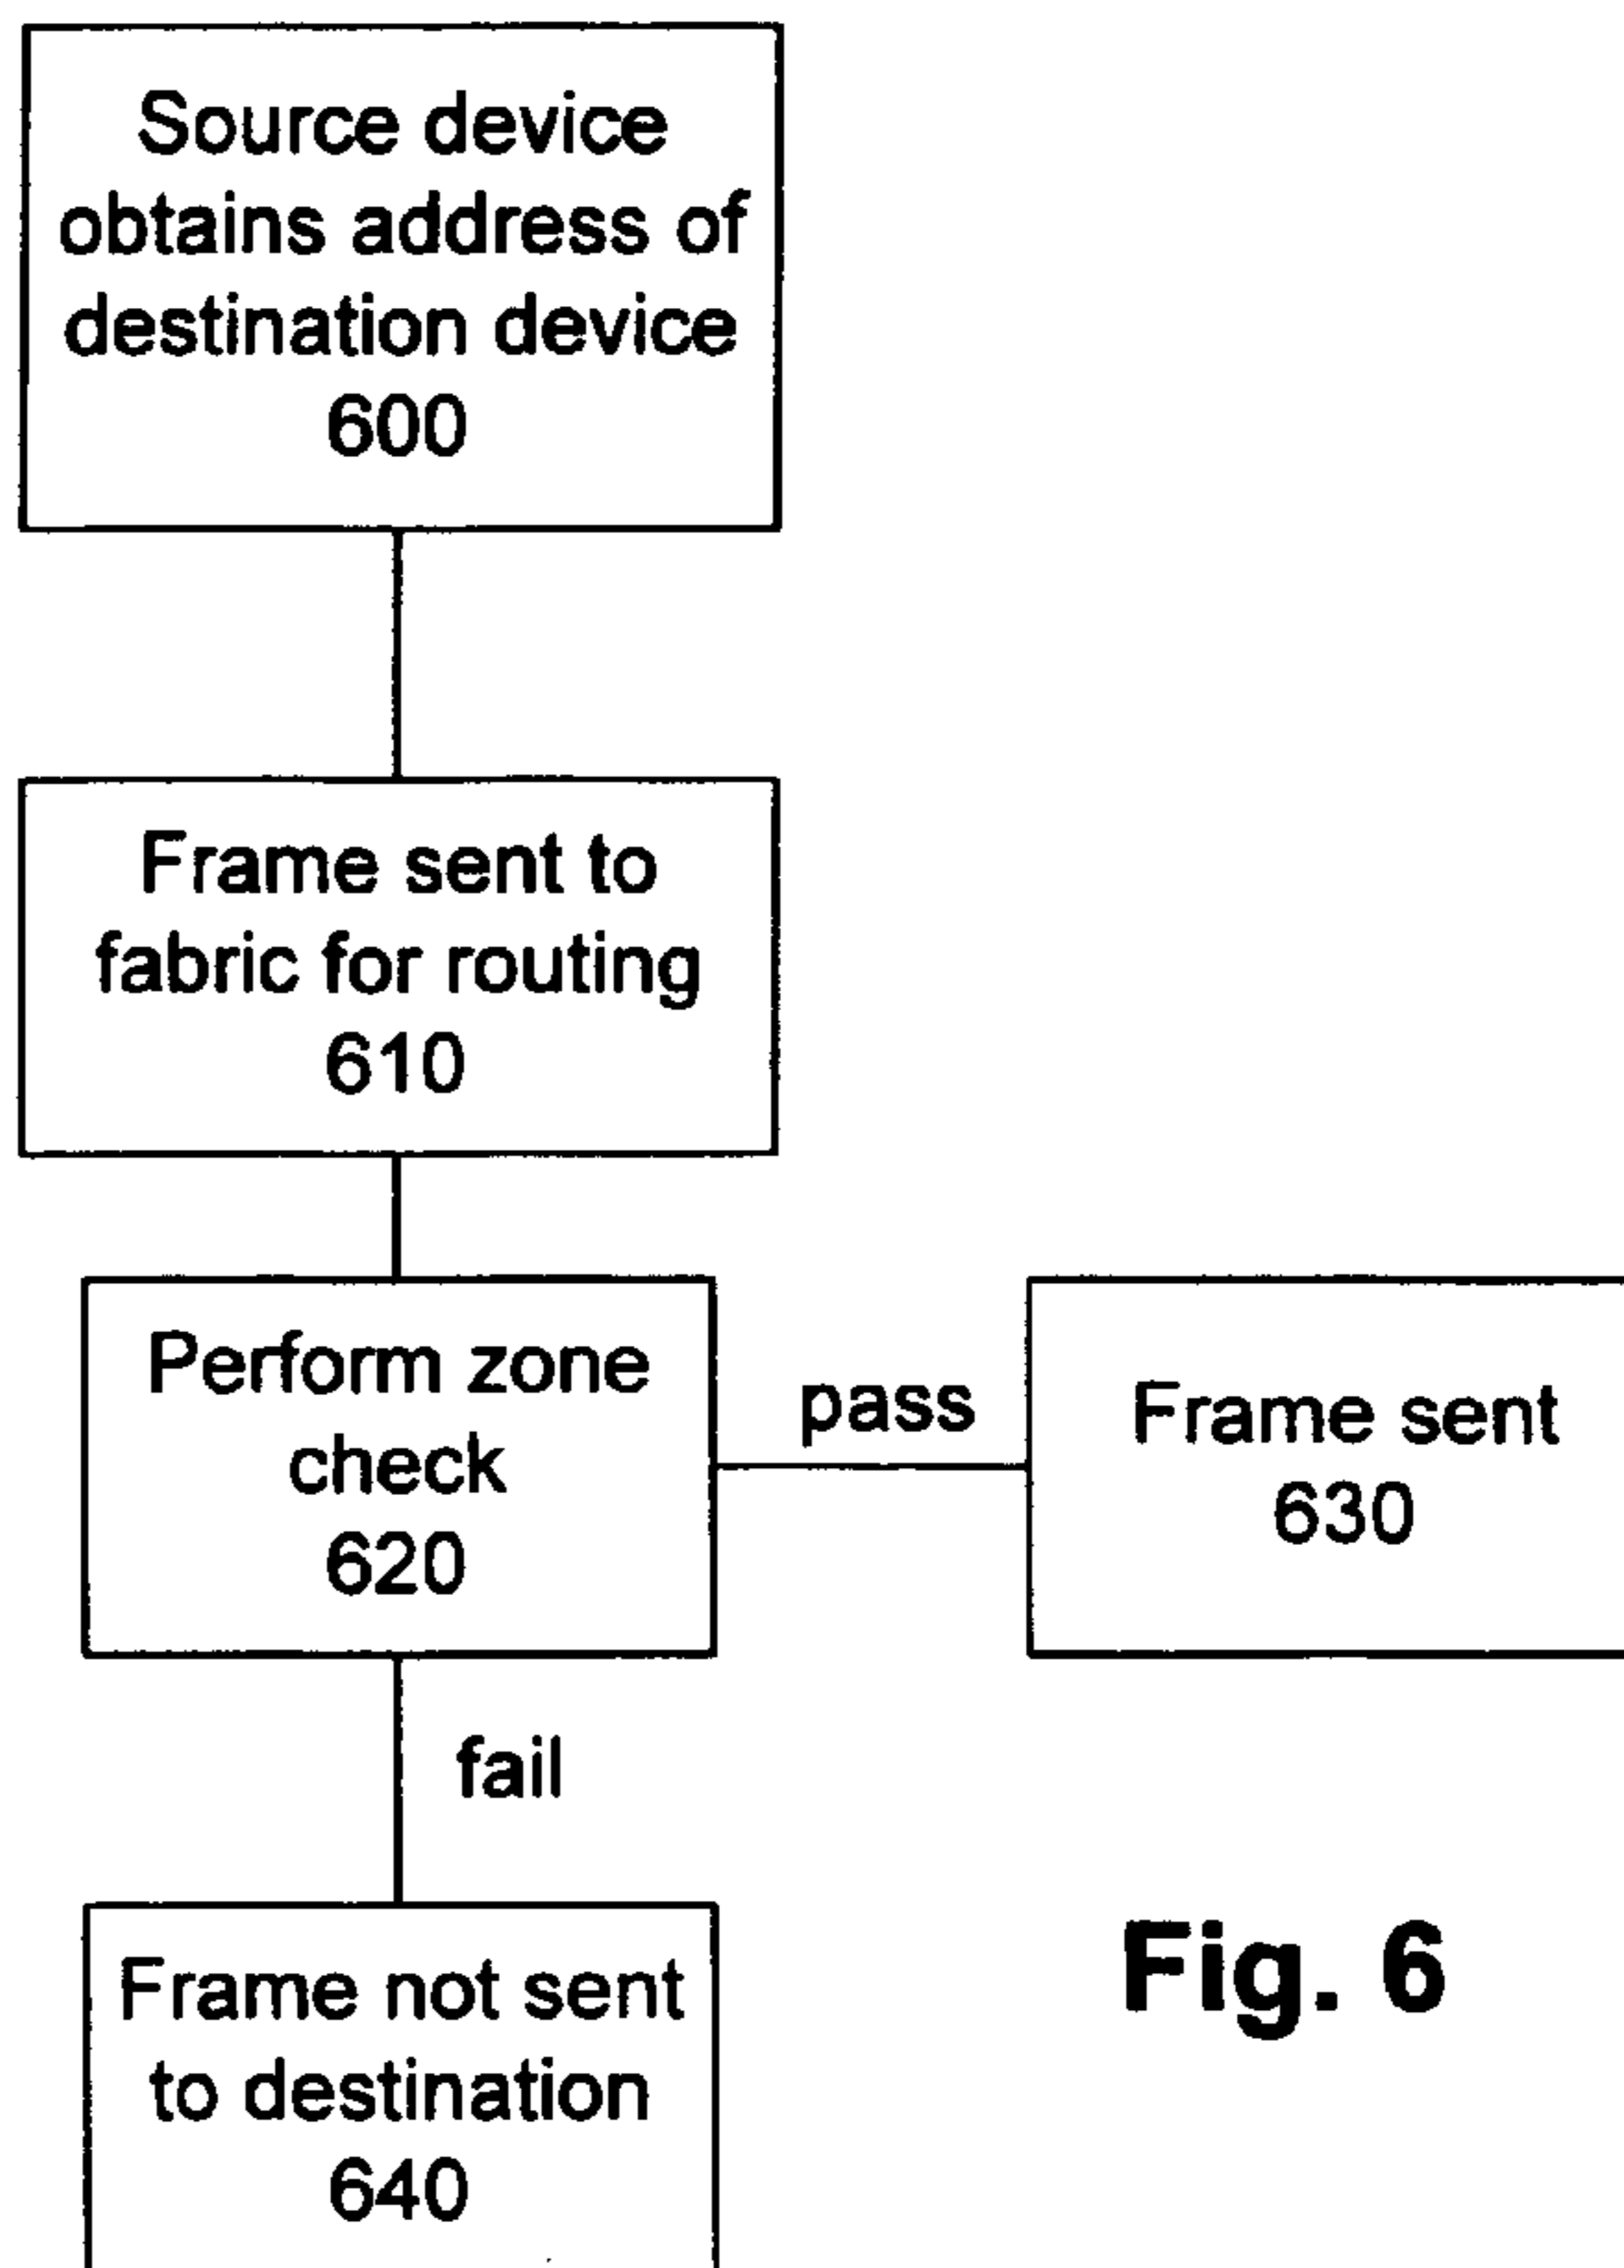 Source device
obtains address of
destination device
600
Frame sent to
fabric for routing
610
Perform zone
check
620
pass
Frame sent
630
fail
Frame not sent
to destination
640
Fig. 6